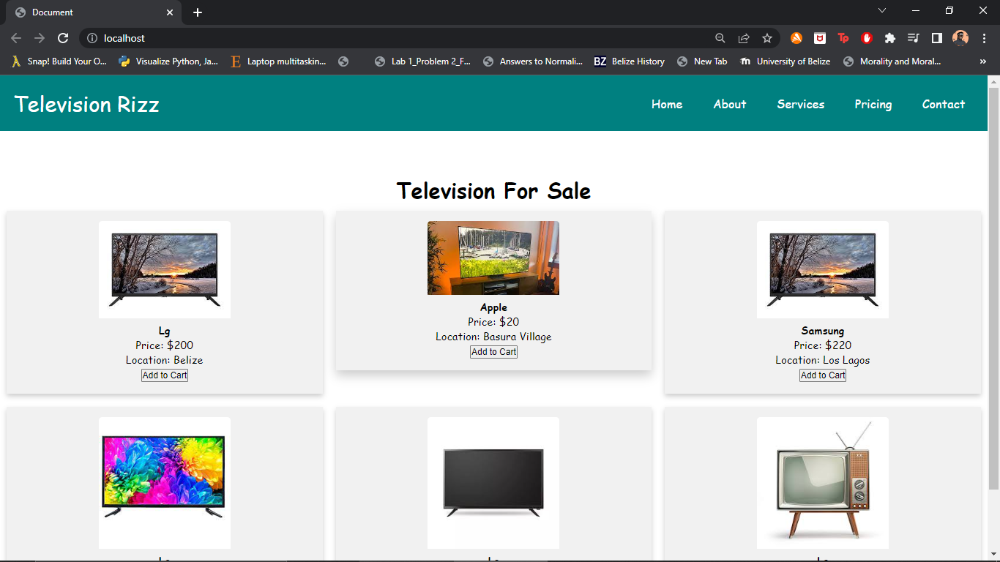 Document
localhost
Snap! Build Your O... Visualize Python, Ja... Laptop multitaskin... Lab 1_Problem 2_F... Answers to Normali... BZ Belize History New Tab University of Belize Morality and Moral... »
Television Rizz Home About Services Pricing Contact
Television For Sale
Lg
Price: $200
Location: Belize
Add to Cart
Apple
Price: $20
Location: Basura Village
Add to Cart
Samsung
Price: $220
Location: Los Lagos
Add to Cart